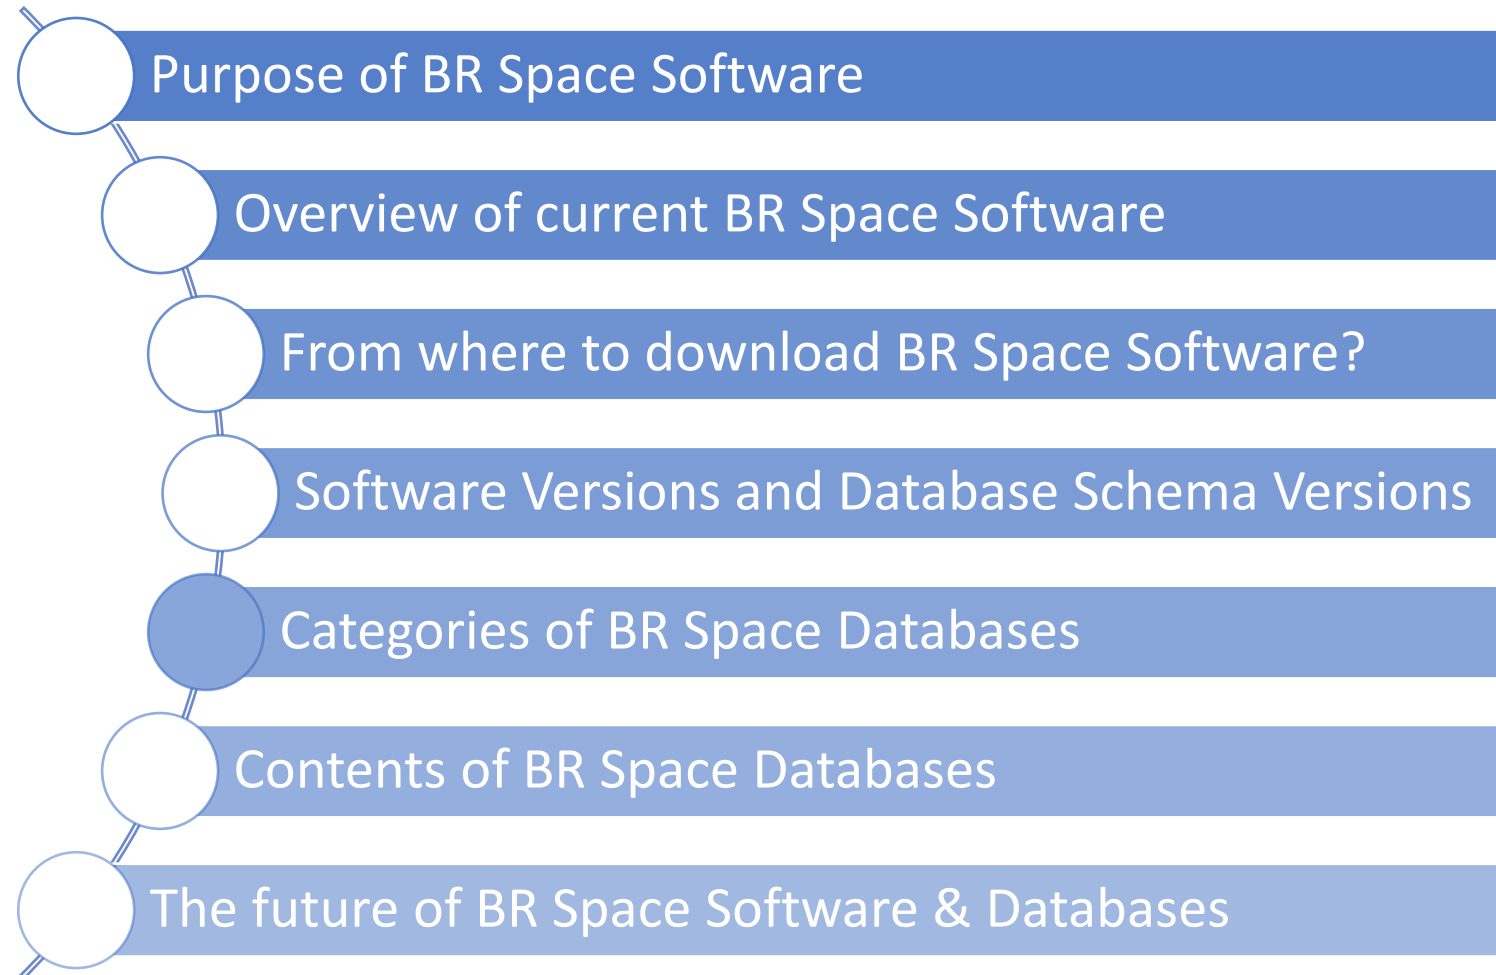 Purpose of BR Space Software
Overview of current BR Space Software
From where to download BR Space Software?
Software Versions and Database Schema Versions
Categories of BR Space Databases
Contents of BR Space Databases
The future of BR Space Software & Databases